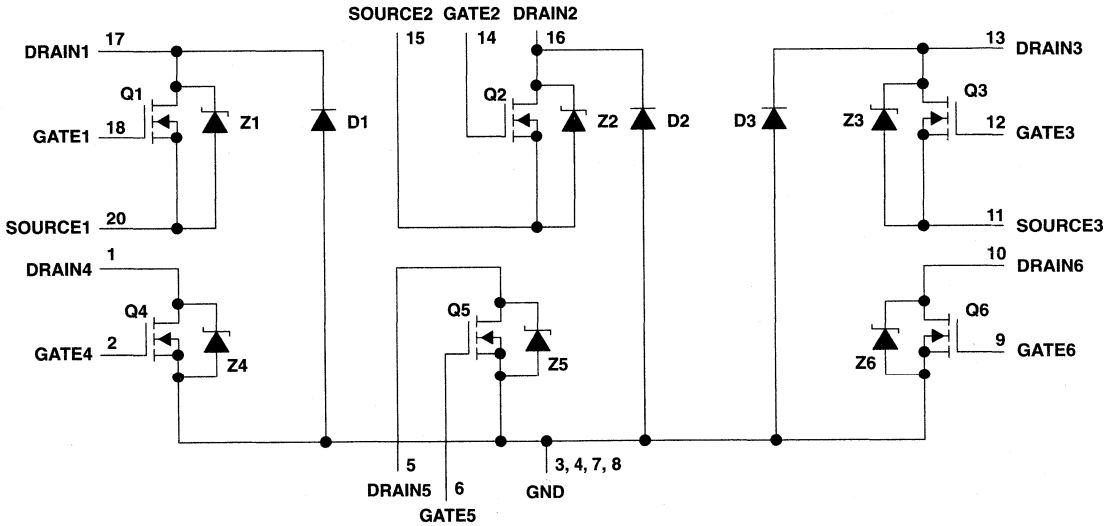 SOURCE2 GATE2 DRAIN2
15 14 16
DRAIN1 17
13 DRAIN3
Q1
Q2
Q3
Z1
D1
Z2
D2
D3
Z3
GATE1 18
12 GATE3
SOURCE1 20
11 SOURCE3
DRAIN4 1
10 DRAIN6
Q4
Q5
Q6
GATE4 2
Z4
Z5
Z6
9 GATE6
5
DRAIN5
6
GATE5
3, 4, 7, 8
GND